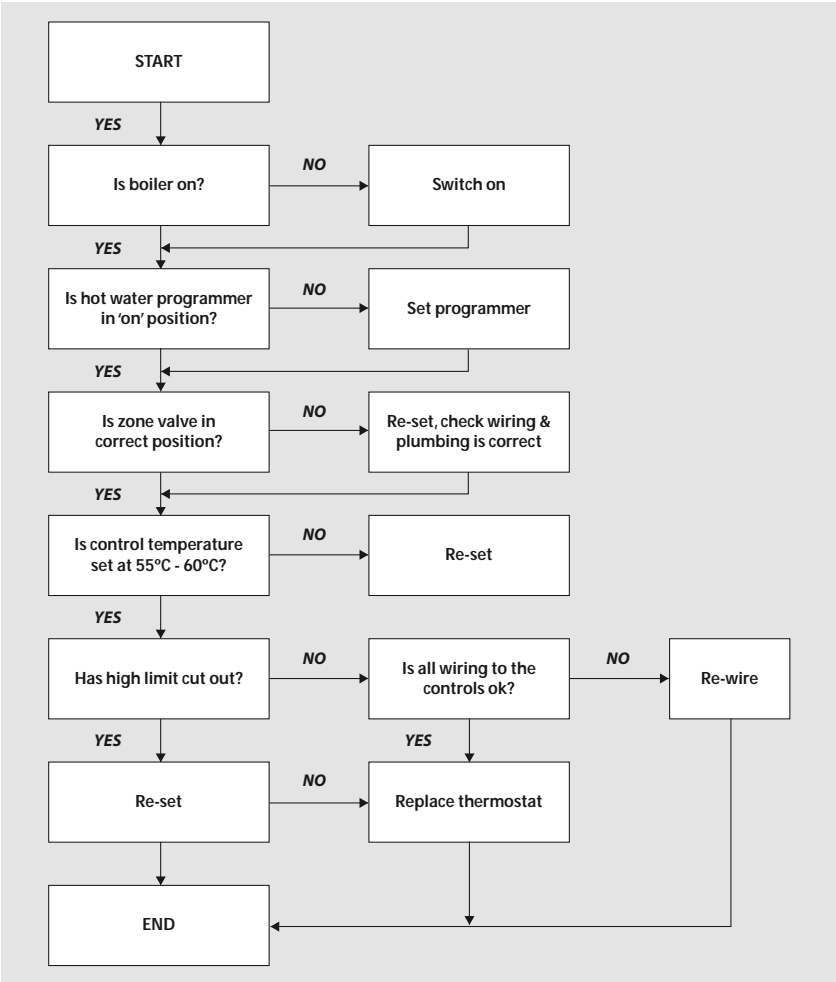 START
YES
Is boiler on?
NO
Switch on
YES
Is hot water programmer
in ‘on’ position?
NO
Set programmer
YES
Is zone valve in
correct position?
NO
Re-set, check wiring &
plumbing is correct
YES
Is control temperature
set at 55ºC - 60ºC?
NO
Re-set
YES
Has high limit cut out?
NO
Is all wiring to the
controls ok?
NO
Re-wire
YES
YES
Re-set
NO
Replace thermostat
END